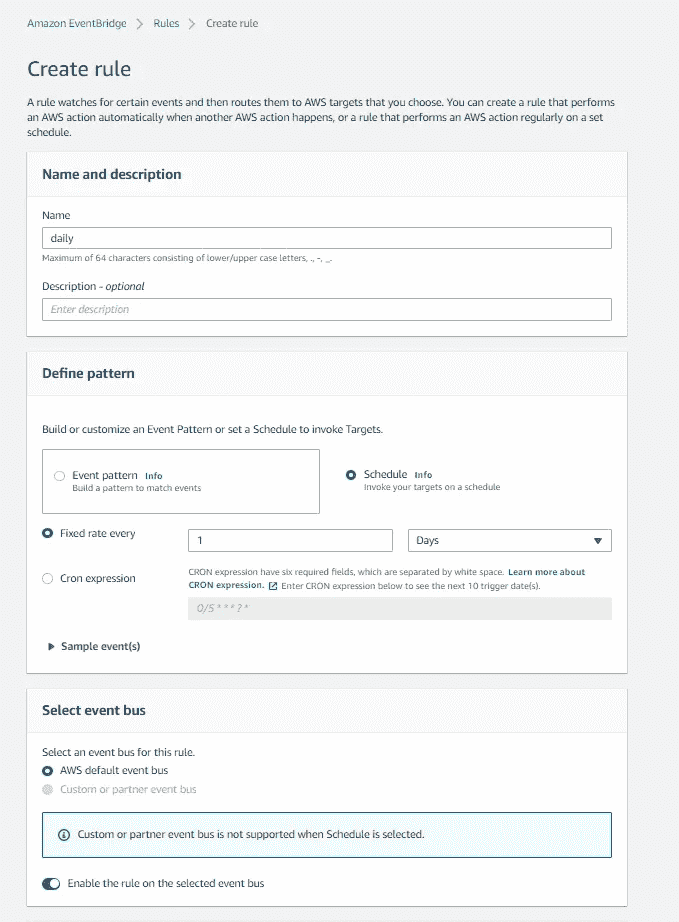 Amazon EventBridge > Rules > Create rule
Create rule
A rule watches for certain events and then routes them to AWS targets that you choose. You can create a rule that performs
an AWS action automatically when another AWS action happens, or a rule that performs an AWS action regularly on a set
schedule.
Name and description
Name
daily
Maximum of 64 characters consisting of lower/upper case letters, ., -, _.
Description - optional
Enter description
Define pattern
Build or customize an Event Pattern or set a Schedule to invoke Targets.
Event pattern Info
Build a pattern to match events
Schedule Info
Invoke your targets on a schedule
Fixed rate every
1
Days
Cron expression
CRON expression have six required fields, which are separated by white space. Learn more about
CRON expression. Enter CRON expression below to see the next 10 trigger date(s).
0/5 * * * ? *
Sample event(s)
Select event bus
Select an event bus for this rule.
AWS default event bus
Custom or partner event bus
Custom or partner event bus is not supported when Schedule is selected.
Enable the rule on the selected event bus